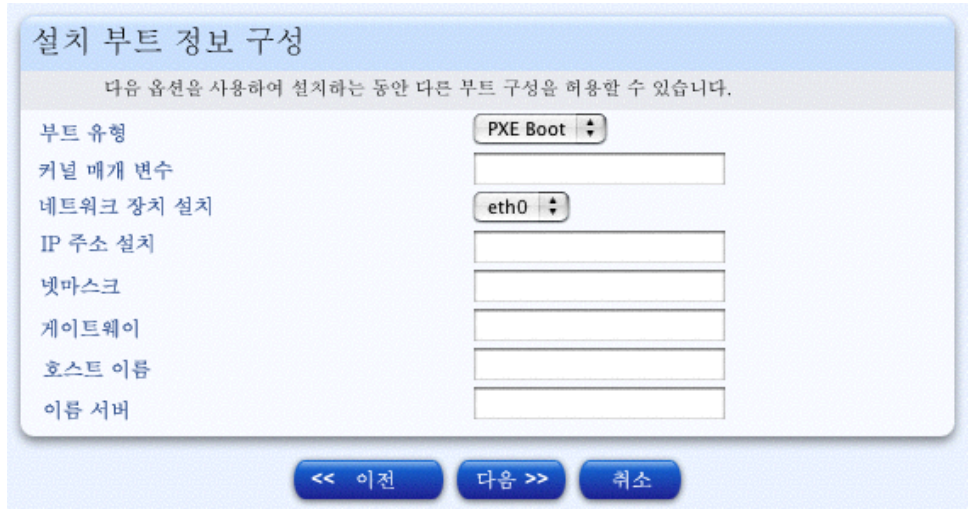 설치 부트 정보 구성
다음 옵션을 사용하여 설치하는 동안 다른 부트 구성을 허용할 수 있습니다.
부트 유형 PXE Boot
커널 매개 변수
네트워크 장치 설치 eth0
IP 주소 설치
넷마스크
게이트웨이
호스트 이름
이름 서버
<< 이전 다음 >> 취소